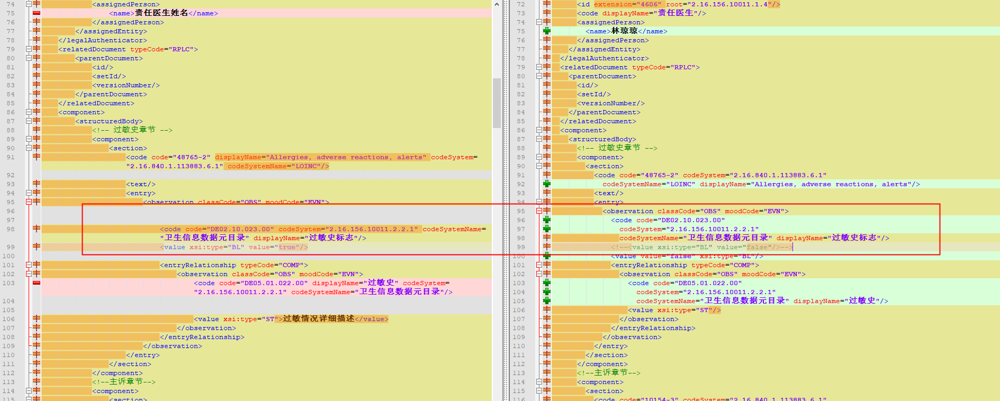 74 <assignedPerson>
75 <name>责任医生姓名</name>
76 </assignedPerson>
77 </assignedEntity>
78 </legalAuthenticator>
79 <relatedDocument typeCode="RPLC">
80 <parentDocument>
81 <id/>
82 <setId/>
83 <versionNumber/>
84 </parentDocument>
85 </relatedDocument>
86 <component>
87 <structuredBody>
88 <!-- 过敏史章节 -->
89 <component>
90 <section>
91 <code code="48765-2" displayName="Allergies, adverse reactions, alerts" codeSystem=
"2.16.840.1.113883.6.1" codeSystemName="LOINC"/>
92
93 <text/>
94 <entry>
95 <observation classCode="OBS" moodCode="EVN">
96
97
98 <code code="DE02.10.023.00" codeSystem="2.16.156.10011.2.2.1" codeSystemName=
"卫生信息数据元目录" displayName="过敏史标志"/>
99 <value xsi:type="BL" value="true"/>
100
101 <entryRelationship typeCode="COMP">
102 <observation classCode="OBS" moodCode="EVN">
103 <code code="DE05.01.022.00" displayName="过敏史" codeSystem=
"2.16.156.10011.2.2.1" codeSystemName="卫生信息数据元目录"/>
104
105
106 <value xsi:type="ST">过敏情况详细描述</value>
107 </observation>
108 </entryRelationship>
109 </observation>
110 </entry>
111 </section>
112 </component>
113 <!--主诉章节-->
114 <component>
115 <section>
72 <id extension="4606" root="2.16.156.10011.1.4"/>
73 <code displayName="责任医生"/>
74 <assignedPerson>
75 <name>林琼琼</name>
76 </assignedPerson>
77 </assignedEntity>
78 </legalAuthenticator>
79 <relatedDocument typeCode="RPLC">
80 <parentDocument>
81 <id/>
82 <setId/>
83 <versionNumber/>
84 </parentDocument>
85 </relatedDocument>
86 <component>
87 <structuredBody>
88 <!-- 过敏史章节 -->
89 <component>
90 <section>
91 <code code="48765-2" codeSystem="2.16.840.1.113883.6.1"
92 codeSystemName="LOINC" displayName="Allergies, adverse reactions, alerts"/>
93 <text/>
94 <entry>
95 <observation classCode="OBS" moodCode="EVN">
96 <code code="DE02.10.023.00"
97 codeSystem="2.16.156.10011.2.2.1"
98 codeSystemName="卫生信息数据元目录" displayName="过敏史标志"/>
99 <!--<value xsi:type="BL" value="false"/>-->
100 <value value="false" xsi:type="BL"/>
101 <entryRelationship typeCode="COMP">
102 <observation classCode="OBS" moodCode="EVN">
103 <code code="DE05.01.022.00"
104 codeSystem="2.16.156.10011.2.2.1"
105 codeSystemName="卫生信息数据元目录" displayName="过敏史"/>
106 <value xsi:type="ST"/>
107 </observation>
108 </entryRelationship>
109 </observation>
110 </entry>
111 </section>
112 </component>
113 <!--主诉章节-->
114 <component>
115 <section>
116 <code code="10154-3" codeSystem="2.16.840.1.113883.6.1"